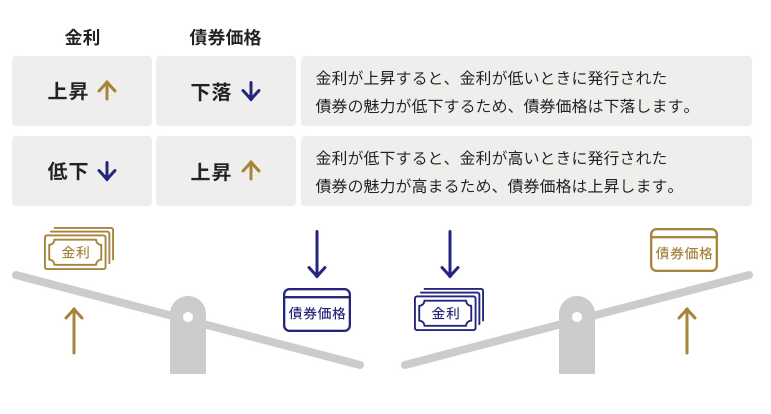 金利
債券価格
上昇
下落
金利が上昇すると、金利が低いときに発行された
債券の魅力が低下するため、債券価格は下落します。
低下
上昇
金利が低下すると、金利が高いときに発行された
債券の魅力が高まるため、債券価格は上昇します。
金利
債券価格
金利
債券価格